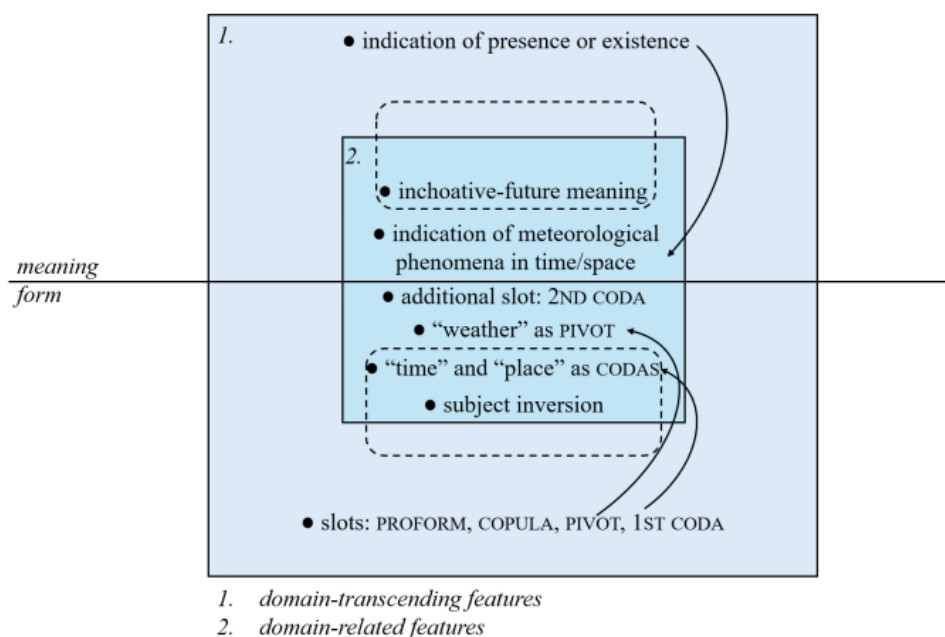 1.
● indication of presence or existence
2.
● inchoative-future meaning
● indication of meteorological
phenomena in time/space
meaning
form
● additional slot: 2ND CODA
● “weather” as PIVOT
● “time” and “place” as CODAS
● subject inversion
● slots: PROFORM, COPULA, PIVOT, 1ST CODA
1. domain-transcending features
2. domain-related features